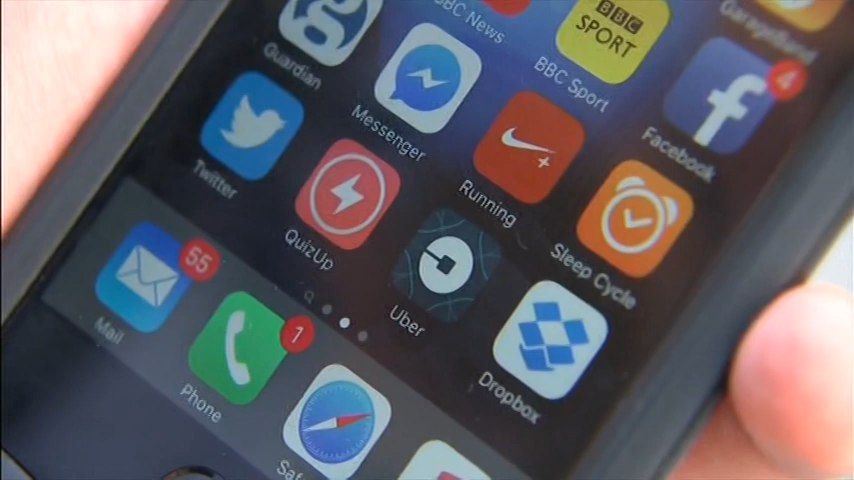 BBC News
BBC
SPORT
BBC Sport
GarageBand
Guardian
Messenger
4
Facebook
Twitter
Running
Sleep Cycle
QuizUp
Uber
Dropbox
55
Mail
1
Phone
Saf